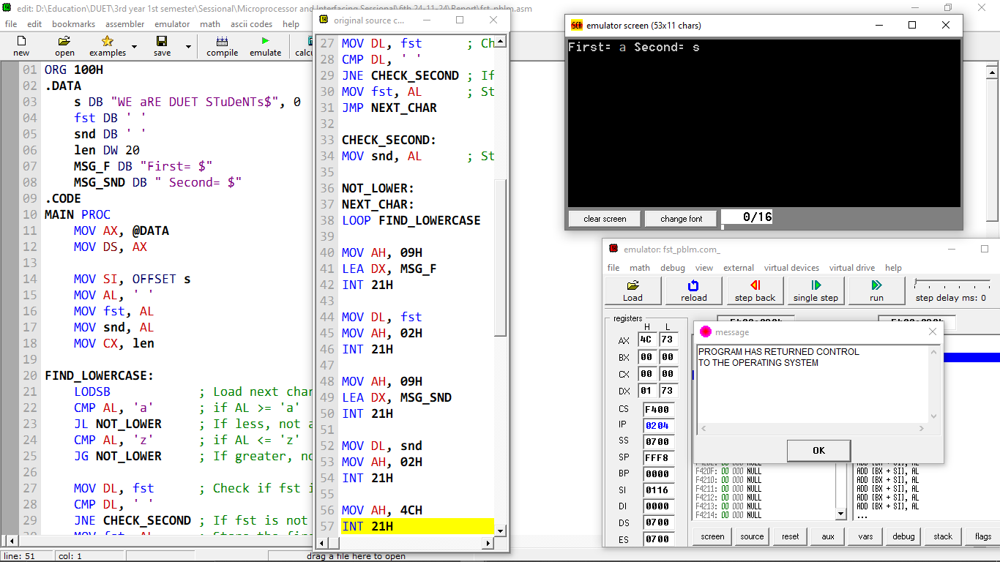 edit: D:\Education\DUET\3rd year 1st semester\Sessional\Microprocessor and Interfacing Sessional\6th 24-11-24\Report\fst_pblm.asm
file edit bookmarks assembler emulator math ascii codes help
new open examples save compile emulate
01 ORG 100H
02 .DATA
03 s DB "WE aRE DUET STuDeNTs$", 0
04 fst DB ' '
05 snd DB ' '
06 len DW 20
07 MSG_F DB "First= $"
08 MSG_SND DB " Second= $"
09 .CODE
10 MAIN PROC
11 MOV AX, @DATA
12 MOV DS, AX
13
14 MOV SI, OFFSET s
15 MOV AL, ' '
16 MOV fst, AL
17 MOV snd, AL
18 MOV CX, len
19
20 FIND_LOWERCASE:
21 LODSB ; Load next char
22 CMP AL, 'a' ; if AL >= 'a'
23 JL NOT_LOWER ; If less, not a
24 CMP AL, 'z' ; if AL <= 'z'
25 JG NOT_LOWER ; If greater, no
26
27 MOV DL, fst ; Check if fst i
28 CMP DL, ' '
29 JNE CHECK_SECOND ; If fst is not
line: 51 col: 1 drag a file here to open
original source c...
27 MOV DL, fst ; Ch
28 CMP DL, ' '
29 JNE CHECK_SECOND ; If
30 MOV fst, AL ; St
31 JMP NEXT_CHAR
32
33 CHECK_SECOND:
34 MOV snd, AL ; St
35
36 NOT_LOWER:
37 NEXT_CHAR:
38 LOOP FIND_LOWERCASE
39
40 MOV AH, 09H
41 LEA DX, MSG_F
42 INT 21H
43
44 MOV DL, fst
45 MOV AH, 02H
46 INT 21H
47
48 MOV AH, 09H
49 LEA DX, MSG_SND
50 INT 21H
51
52 MOV DL, snd
53 MOV AH, 02H
54 INT 21H
55
56 MOV AH, 4CH
57 INT 21H
emulator screen (53x11 chars)
First= a Second= s
clear screen change font 0/16
emulator: fst_pblm.com_
file math debug view external virtual devices virtual drive help
Load reload step back single step run step delay ms: 0
registers
H L
AX 4C 73
BX 00 00
CX 00 00
DX 01 73
CS F400
IP 0204
SS 0700
SP FFF8
BP 0000
SI 0116
DI 0000
DS 0700
ES 0700
message
PROGRAM HAS RETURNED CONTROL
TO THE OPERATING SYSTEM
OK
F420F: 00 000 NULL ADD [BX + SI], AL
F4210: 00 000 NULL ADD [BX + SI], AL
F4211: 00 000 NULL ADD [BX + SI], AL
F4212: 00 000 NULL ADD [BX + SI], AL
F4213: 00 000 NULL ADD [BX + SI], AL
F4214: 00 000 NULL ...
screen source reset aux vars debug stack flags